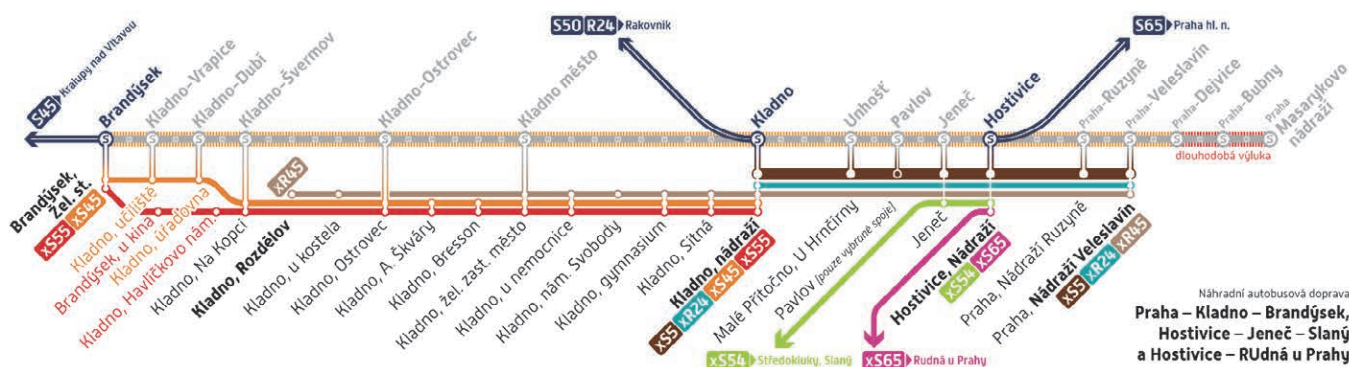 S50 R24 Rakovník
S65 Praha hl. n.
S45 Kralupy nad Vltavou
Brandýsek
Kladno-Vrapice
Kladno-Dubí
Kladno-Švermov
Kladno-Ostrovec
Kladno město
Kladno
Unhošť
Pavlov
Jeneč
Hostivice
Praha-Ruzyně
Praha-Veleslavín
Praha-Dejvice
Praha-Bubny
Praha
Masarykovo
nádraží
dlouhodobá výluka
xR45
Brandýsek,
žel. st.
xS55 xS45
Kladno, učiliště
Brandýsek, u kina
Kladno, úřadovna
Kladno, Havlíčkovo nám.
Kladno, Na Kopci
Kladno, Rozdělov
Kladno, u kostela
Kladno, Ostrovec
Kladno, A. Škvány
Kladno, Bresson
Kladno, žel. zast. město
Kladno, u nemocnice
Kladno, nám. Svobody
Kladno, gymnasium
Kladno, Sítná
Kladno, nádraží
xS5 xR24 xS45 xS55
Malé Přítočno, U Hrnčírny
Pavlov [pouze vybrané spoje]
Jeneč
Hostivice, Nádraží
xS54 xS65
Praha, Nádraží Ruzyně
Praha, Nádraží Veleslavín
xS5 xR24 xR45
xS54 Středokluky, Slaný
xS65 Rudná u Prahy
Náhradní autobusová doprava
Praha – Kladno – Brandýsek,
Hostivice – Jeneč – Slaný
a Hostivice – RUdná u Prahy